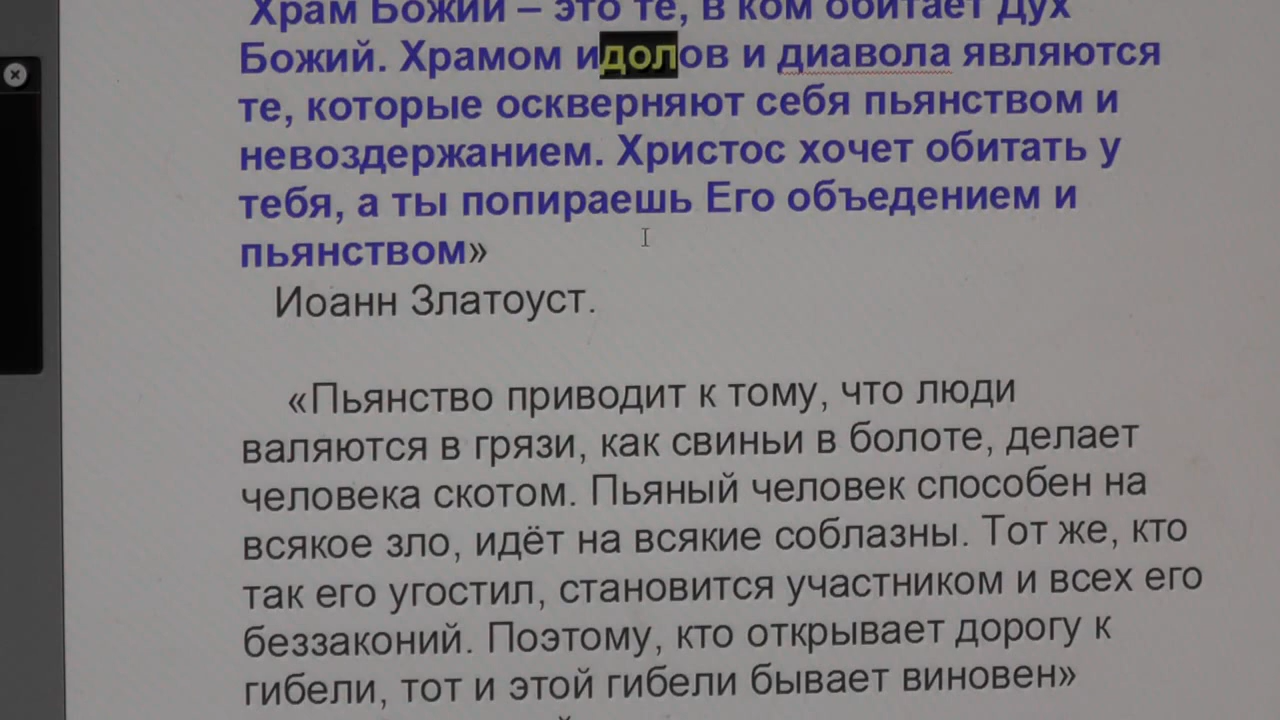 Храм Божий – это те, в ком обитает Дух
Божий. Храмом идолов и диавола являются
те, которые оскверняют себя пьянством и
невоздержанием. Христос хочет обитать у
тебя, а ты попираешь Его объедением и
пьянством»
Иоанн Златоуст.
«Пьянство приводит к тому, что люди
валяются в грязи, как свиньи в болоте, делает
человека скотом. Пьяный человек способен на
всякое зло, идёт на всякие соблазны. Тот же, кто
так его угостил, становится участником и всех его
беззаконий. Поэтому, кто открывает дорогу к
гибели, тот и этой гибели бывает виновен»